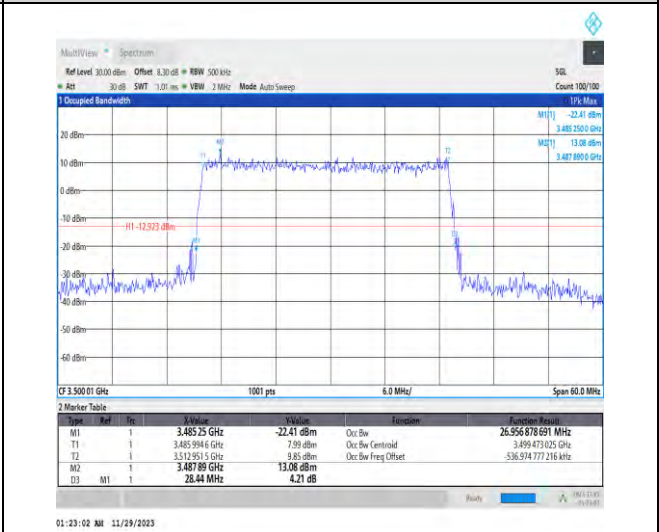 MultiView Spectrum
Ref Level 30.00 dBm Offset 8.30 dB RBW 500 kHz SGL
Att 30 dB SWT 1.01 ms VBW 2 MHz Mode Auto Sweep Count 100/100
1 Occupied Bandwidth 1Pk Max
M1[1] -22.41 dBm
3.485 250 0 GHz
20 dBm
M2[1] 13.08 dBm
3.487 890 0 GHz
M2
T1
T2
10 dBm
0 dBm
-10 dBm
H1 -12.923 dBm
-20 dBm
-30 dBm
-40 dBm
-50 dBm
-60 dBm
CF 3.500 01 GHz 1001 pts 6.0 MHz/ Span 60.0 MHz
2 Marker Table
Type Ref Trc X-Value Y-Value Function Function Result
M1 1 3.485 25 GHz -22.41 dBm Occ Bw 26.956 878 691 MHz
T1 1 3.485 994 6 GHz 7.99 dBm Occ Bw Centroid 3.499 473 025 GHz
T2 1 3.512 951 5 GHz 9.85 dBm Occ Bw Freq Offset -536.974 777 216 kHz
M2 1 3.487 89 GHz 13.08 dBm
D3 M1 1 28.44 MHz 4.21 dB
Ready
01:23:02 AM 11/29/2023